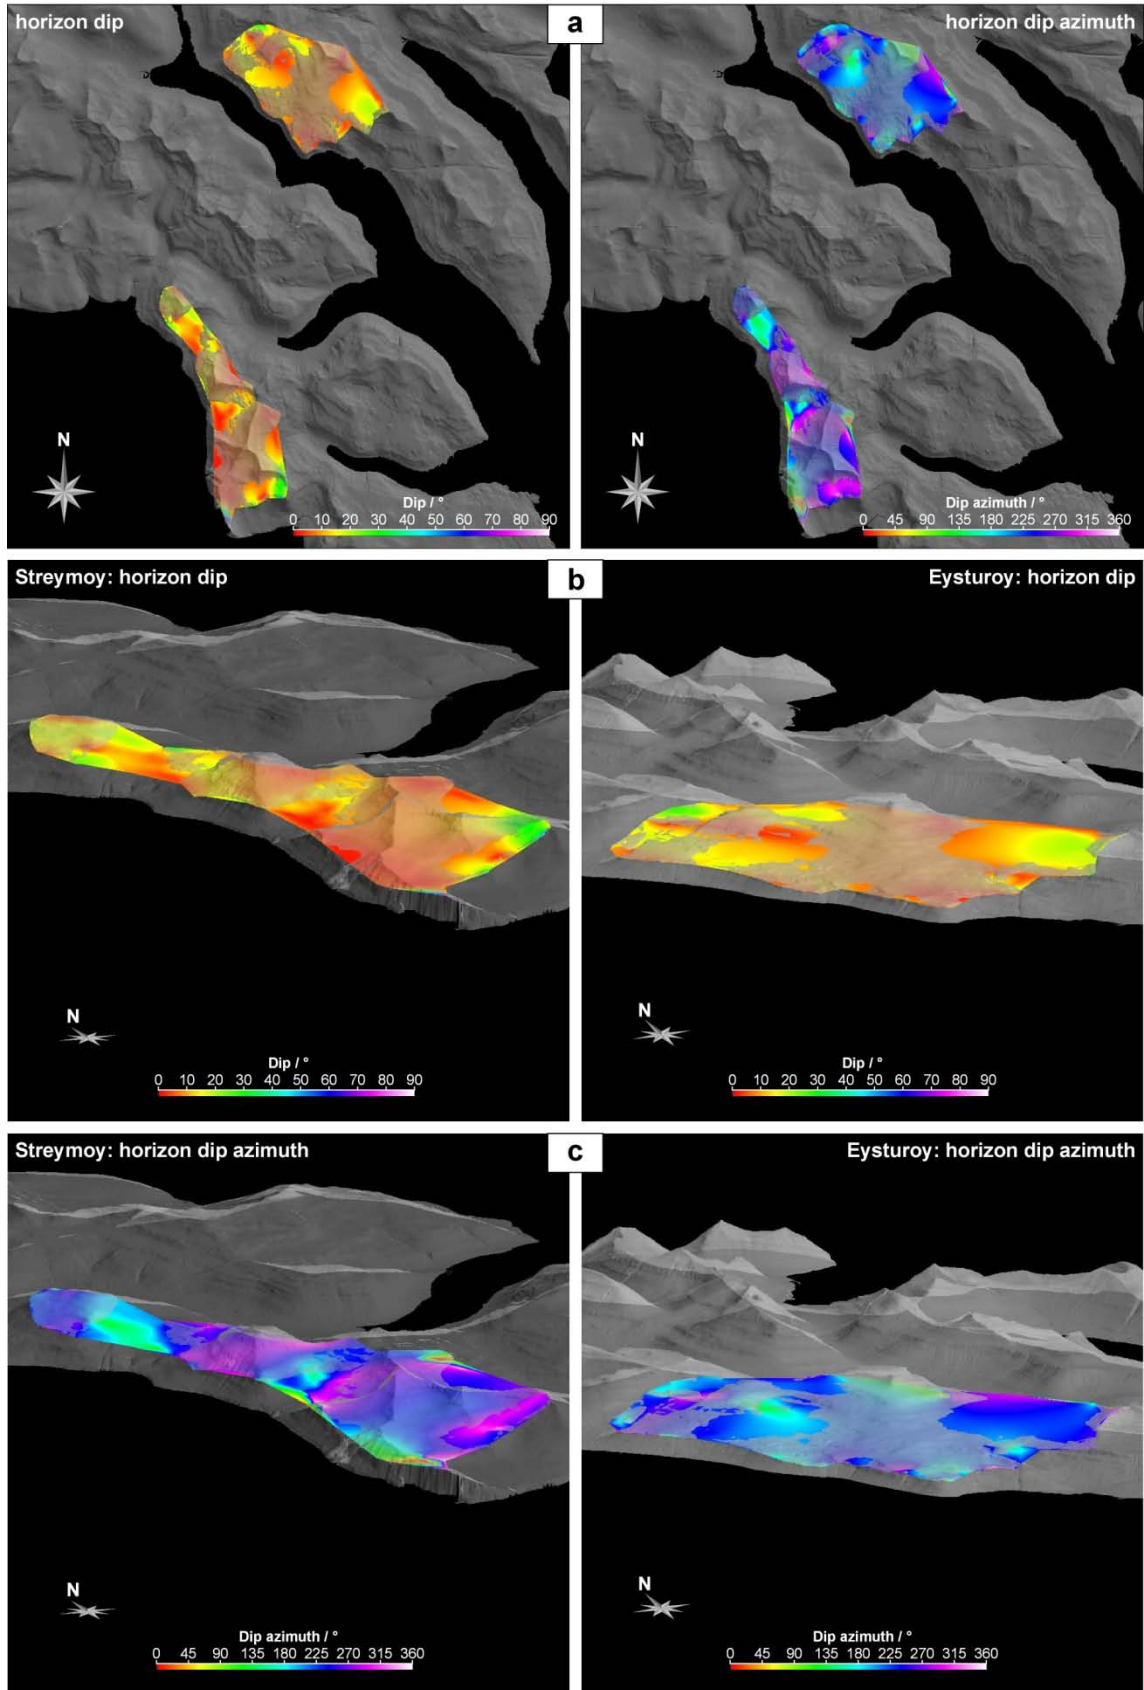 horizon dip
a
horizon dip azimuth
N
Dip / °
0 10 20 30 40 50 60 70 80 90
N
Dip azimuth / °
0 45 90 135 180 225 270 315 360
Streymoy: horizon dip
b
Eysturoy: horizon dip
N
Dip / °
0 10 20 30 40 50 60 70 80 90
N
Dip / °
0 10 20 30 40 50 60 70 80 90
Streymoy: horizon dip azimuth
c
Eysturoy: horizon dip azimuth
N
Dip azimuth / °
0 45 90 135 180 225 270 315 360
N
Dip azimuth / °
0 45 90 135 180 225 270 315 360